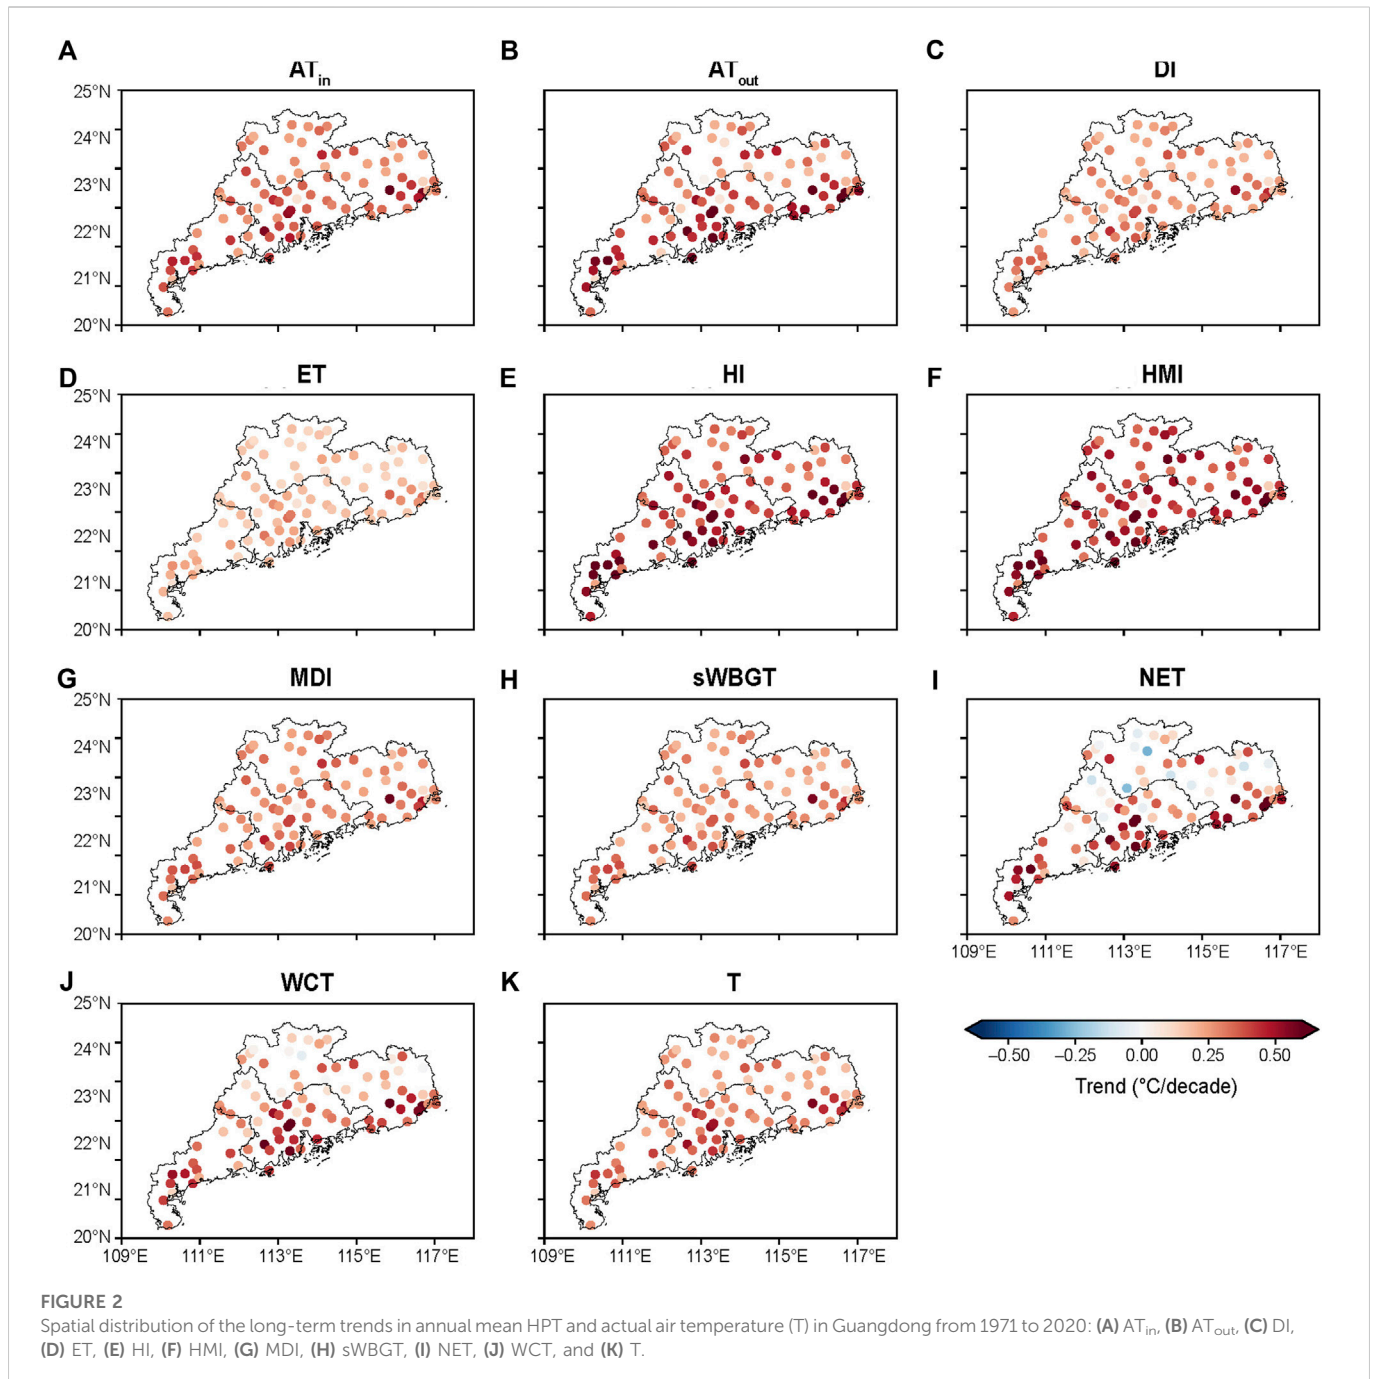 A
B
C
AT_in
AT_out
DI
25°N
24°N
23°N
22°N
21°N
20°N
D
E
F
ET
HI
HMI
25°N
24°N
23°N
22°N
21°N
20°N
G
H
I
MDI
sWBGT
NET
25°N
24°N
23°N
22°N
21°N
20°N
109°E 111°E 113°E 115°E 117°E
J
K
WCT
T
25°N
24°N
23°N
22°N
21°N
20°N
109°E 111°E 113°E 115°E 117°E
109°E 111°E 113°E 115°E 117°E
−0.50 −0.25 0.00 0.25 0.50
Trend (°C/decade)
FIGURE 2
Spatial distribution of the long-term trends in annual mean HPT and actual air temperature (T) in Guangdong from 1971 to 2020: (A) AT_in, (B) AT_out, (C) DI,
(D) ET, (E) HI, (F) HMI, (G) MDI, (H) sWBGT, (I) NET, (J) WCT, and (K) T.